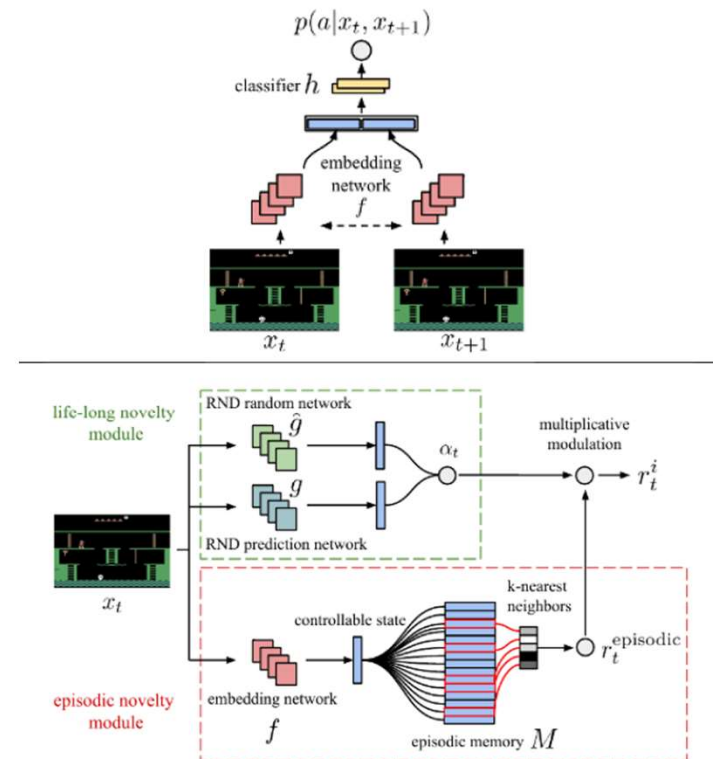 p(a|x_t, x_{t+1})
classifier h
embedding
network
f
x_t
x_{t+1}
life-long novelty
module
RND random network
ĝ
α_t
multiplicative
modulation
r_t^i
g
RND prediction network
x_t
k-nearest
neighbors
controllable state
r_t^{episodic}
episodic novelty
module
embedding network
f
episodic memory M